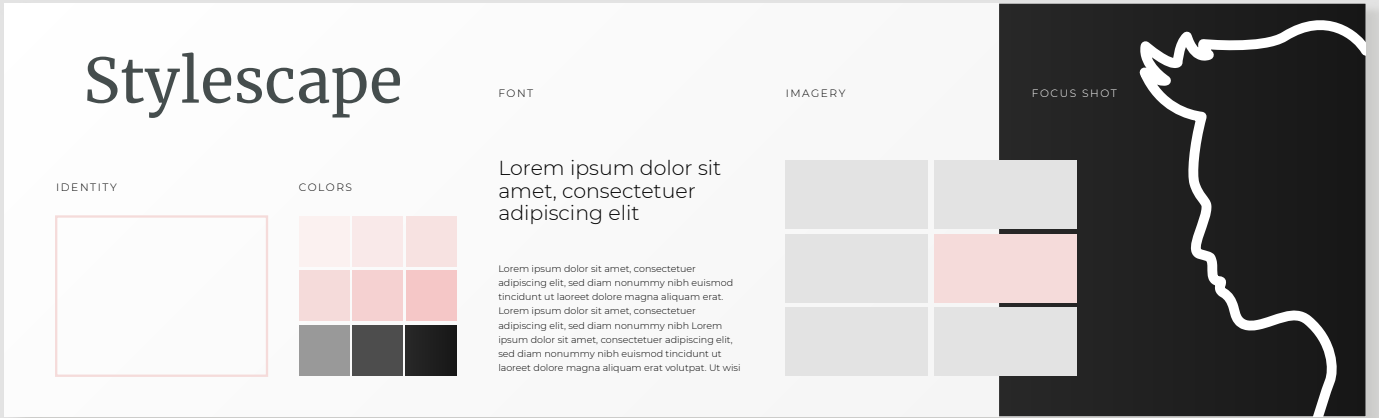 Stylescape
IDENTITY
COLORS
FONT
Lorem ipsum dolor sit
amet, consectetuer
adipiscing elit
Lorem ipsum dolor sit amet, consectetuer
adipiscing elit, sed diam nonummy nibh euismod
tincidunt ut laoreet dolore magna aliquam erat.
Lorem ipsum dolor sit amet, consectetuer
adipiscing elit, sed diam nonummy nibh Lorem
ipsum dolor sit amet, consectetuer adipiscing elit,
sed diam nonummy nibh euismod tincidunt ut
laoreet dolore magna aliquam erat volutpat. Ut wisi
IMAGERY
FOCUS SHOT